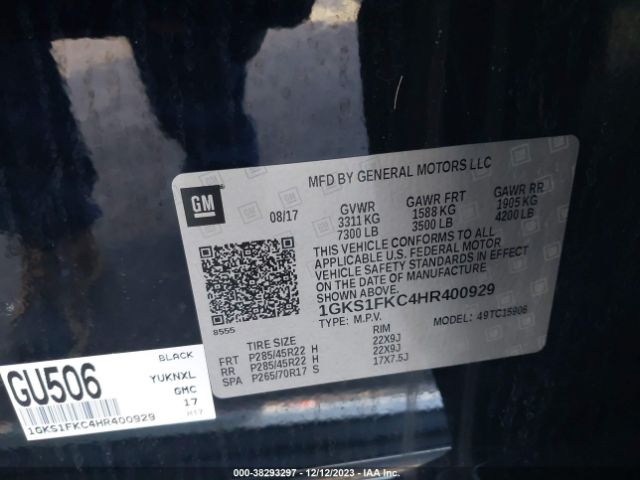 MFD BY GENERAL MOTORS LLC
GM
08/17
GVWR
3311 KG
7300 LB
GAWR FRT
1588 KG
3500 LB
GAWR RR
1905 KG
4200 LB
THIS VEHICLE CONFORMS TO ALL
APPLICABLE U.S. FEDERAL MOTOR
VEHICLE SAFETY STANDARDS IN EFFECT
ON THE DATE OF MANUFACTURE
SHOWN ABOVE.
1GKS1FKC4HR400929
TYPE: M.P.V.
MODEL: 49TC15906
8555
TIRE SIZE RIM
FRT P285/45R22 H 22X9J
RR P285/45R22 H 22X9J
SPA P265/70R17 S 17X7.5J
GU506
BLACK
YUKNXL
GMC
17
H17
1GKS1FKC4HR400929
000-38293297 - 12/12/2023 - IAA Inc.